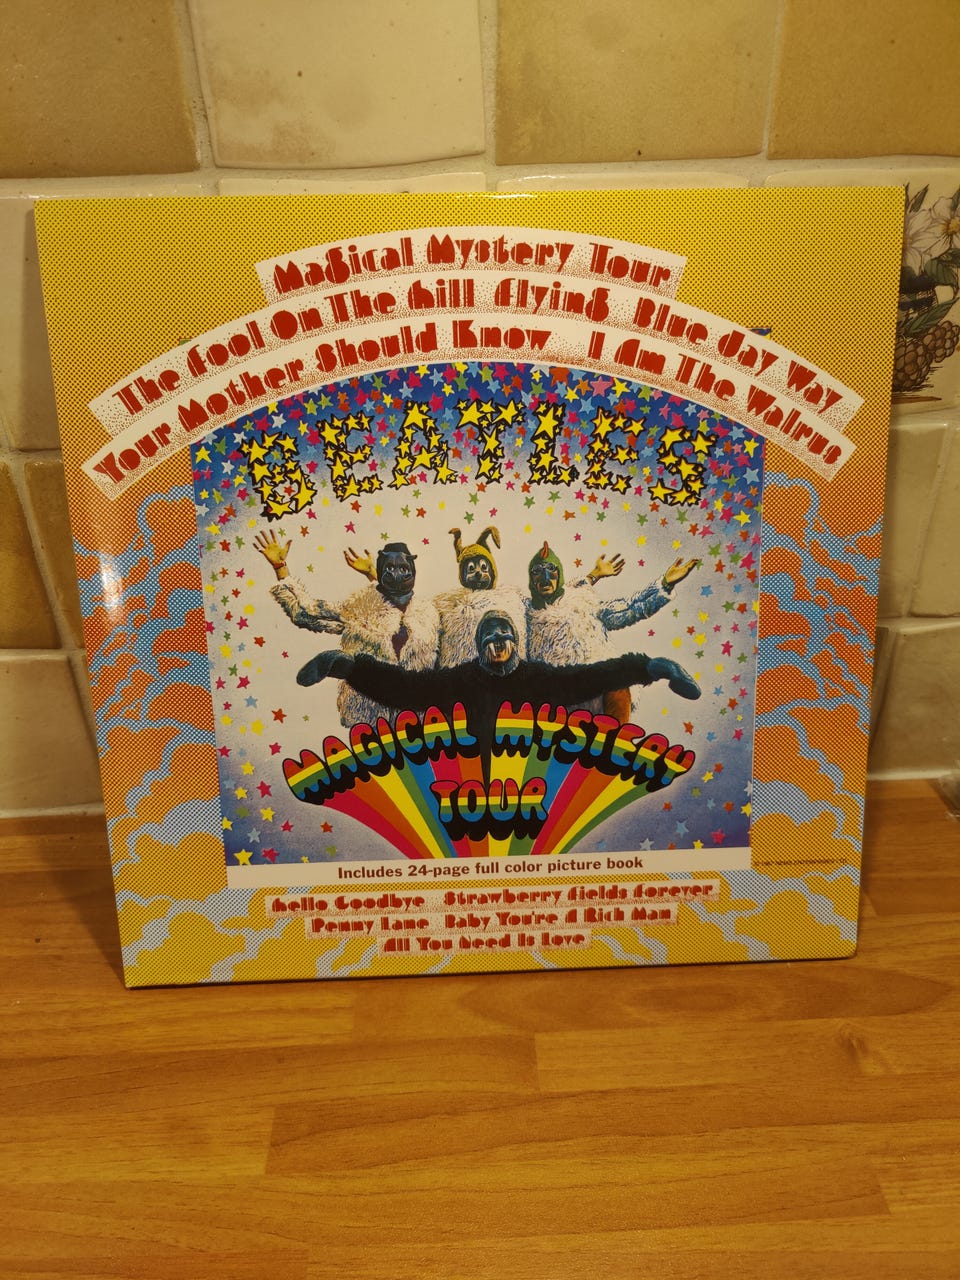 Magical Mystery Tour
The Fool On The Hill Flying Blue Jay Way
Your Mother Should Know I Am The Walrus
BEATLES
MAGICAL MYSTERY
TOUR
Includes 24-page full color picture book
Hello Goodbye Strawberry Fields Forever
Penny Lane Baby You're A Rich Man
All You Need Is Love